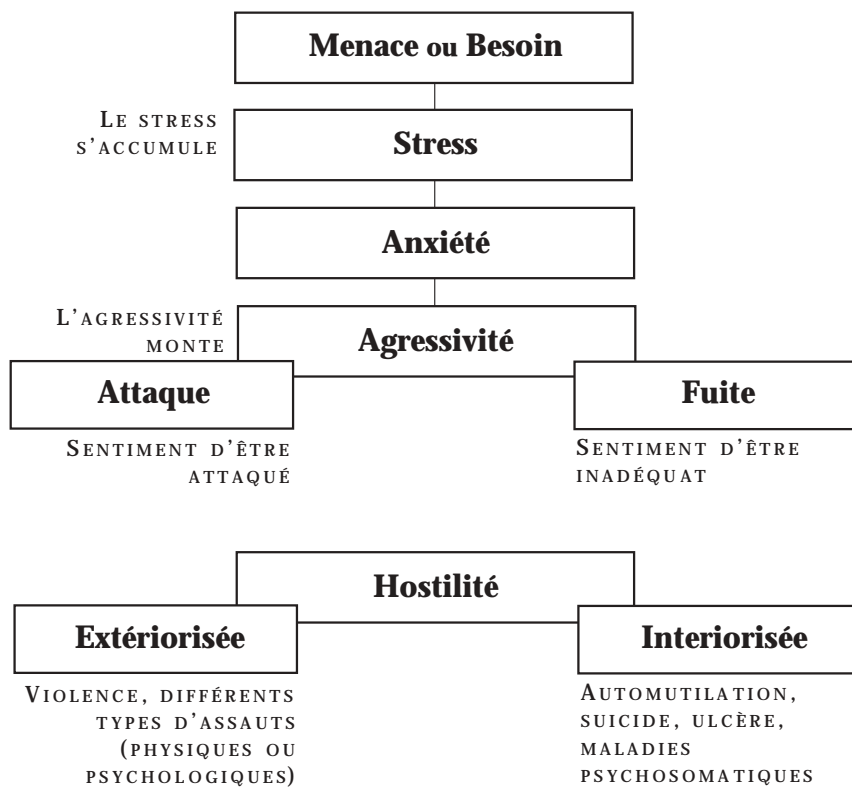 Menace ou Besoin
LE STRESS
S'ACCUMULE
Stress
Anxiété
L'AGRESSIVITÉ
MONTE
Agressivité
Attaque
Fuite
SENTIMENT D'ÊTRE
ATTAQUÉ
SENTIMENT D'ÊTRE
INADÉQUAT
Hostilité
Extériorisée
Interiorisée
VIOLENCE, DIFFÉRENTS
TYPES D'ASSAUTS
(PHYSIQUES OU
PSYCHOLOGIQUES)
AUTOMUTILATION,
SUICIDE, ULCÈRE,
MALADIES
PSYCHOSOMATIQUES